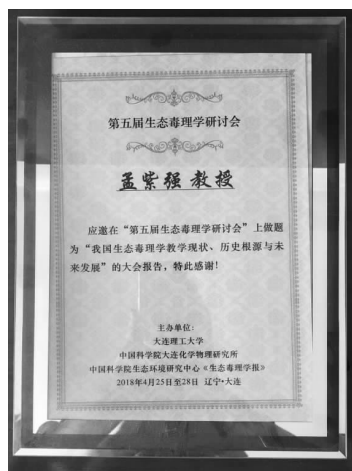 第五届生态毒理学研讨会
孟紫强 教授
应邀在“第五届生态毒理学研讨会”上做题
为“我国生态毒理学教学现状、历史根源与未
来发展”的大会报告，特此感谢！
主办单位：
大连理工大学
中国科学院大连化学物理研究所
中国科学院生态环境研究中心《生态毒理学报》
2018年4月25日至28日 辽宁•大连